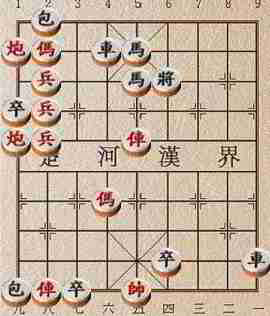 1 2 3 4 5 6 7 8 9
包
炮 傌 車 馬
兵 馬 將
卒 兵
炮 兵 俥
楚 河 漢 界
傌
卒 車
包 俥 卒 帥
九 八 七 六 五 四 三 二 一